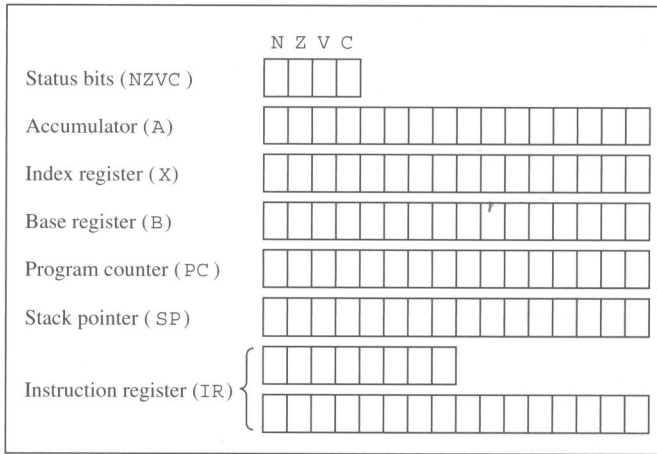 N Z V C
Status bits (NZVC )
Accumulator (A)
Index register (X)
Base register (B)
Program counter (PC)
Stack pointer ( SP)
Instruction register (IR)